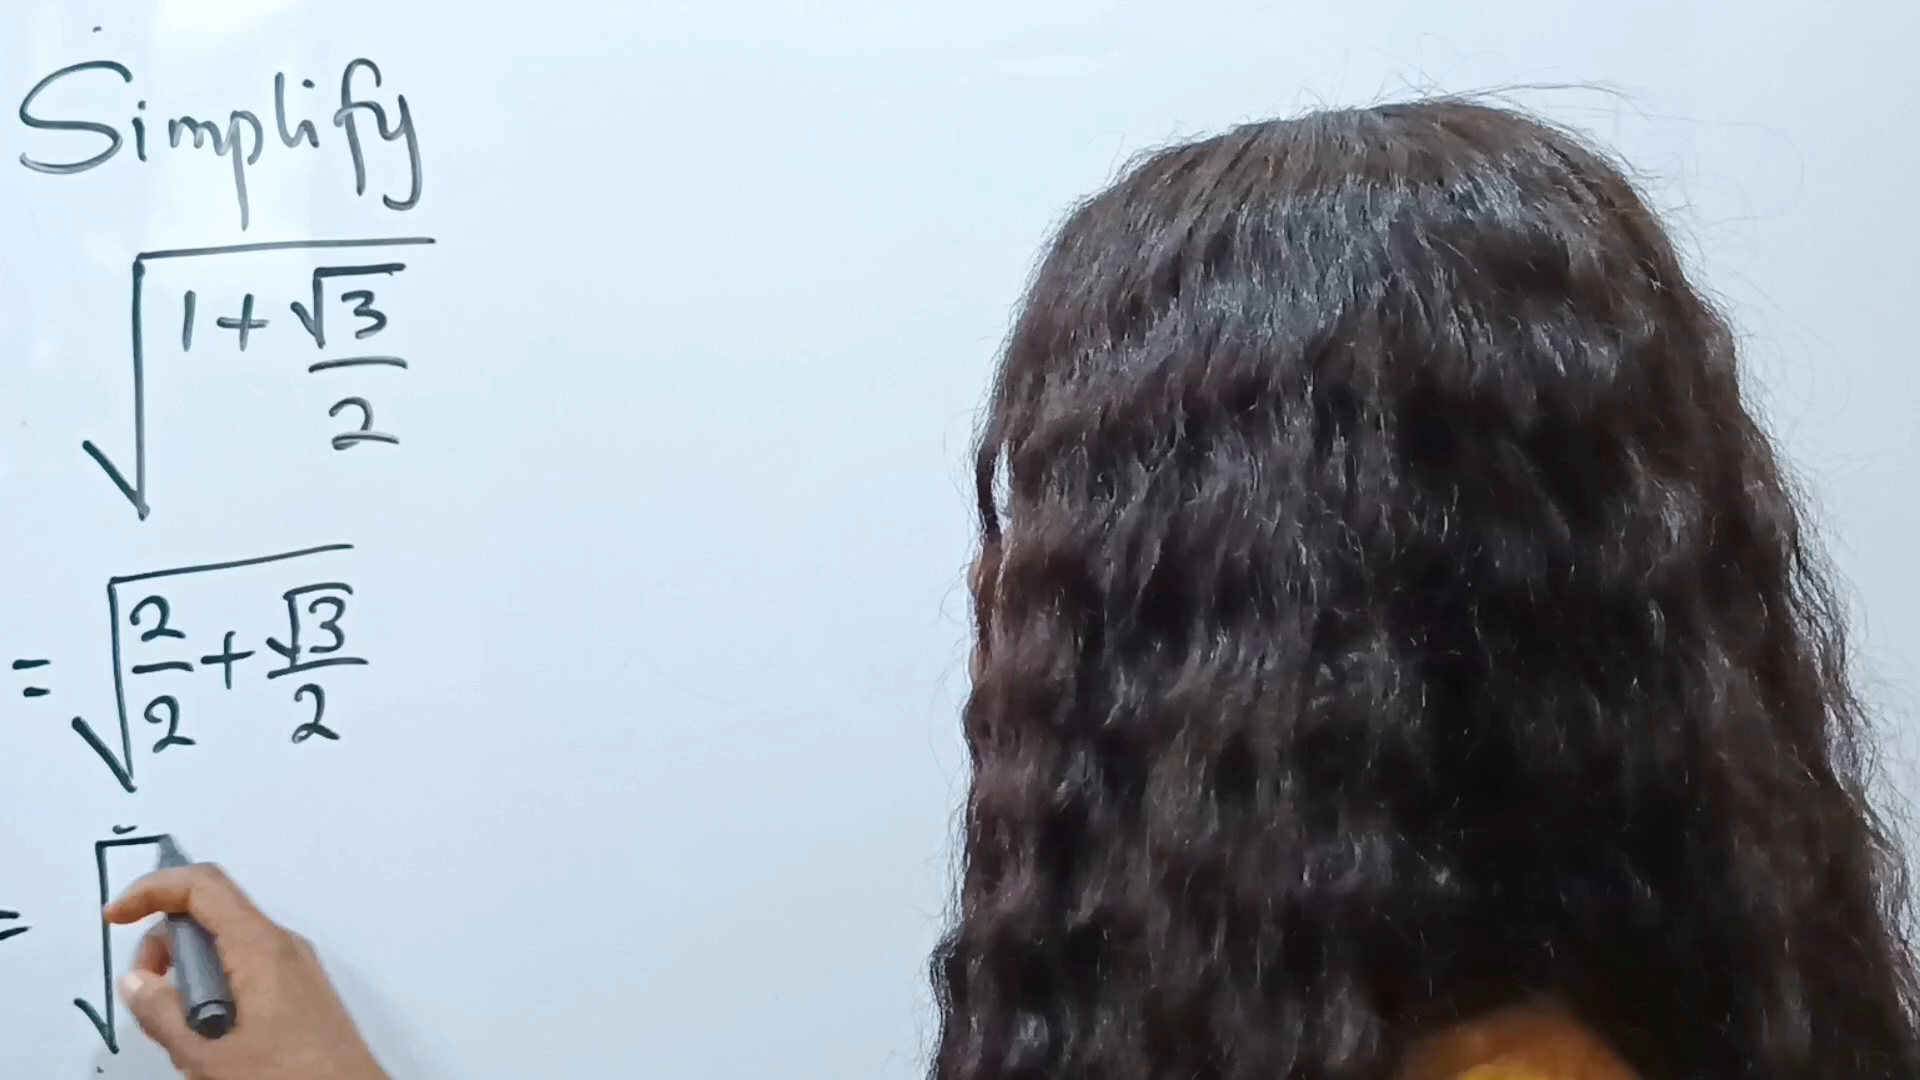 Simplify
√(1 + √3/2)
= √(2/2 + √3/2)
= √